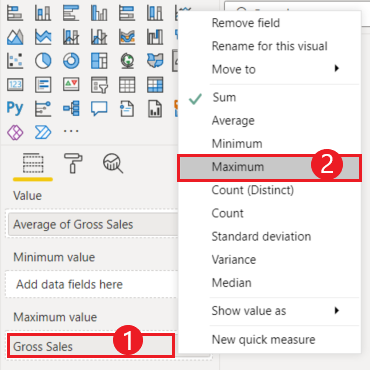 Remove field
Rename for this visual
Move to
Sum
Average
Minimum
Maximum
2
Count (Distinct)
Count
Standard deviation
Variance
Median
Show value as
New quick measure
123
Py
Value
Average of Gross Sales
Minimum value
Add data fields here
Maximum value
Gross Sales
1